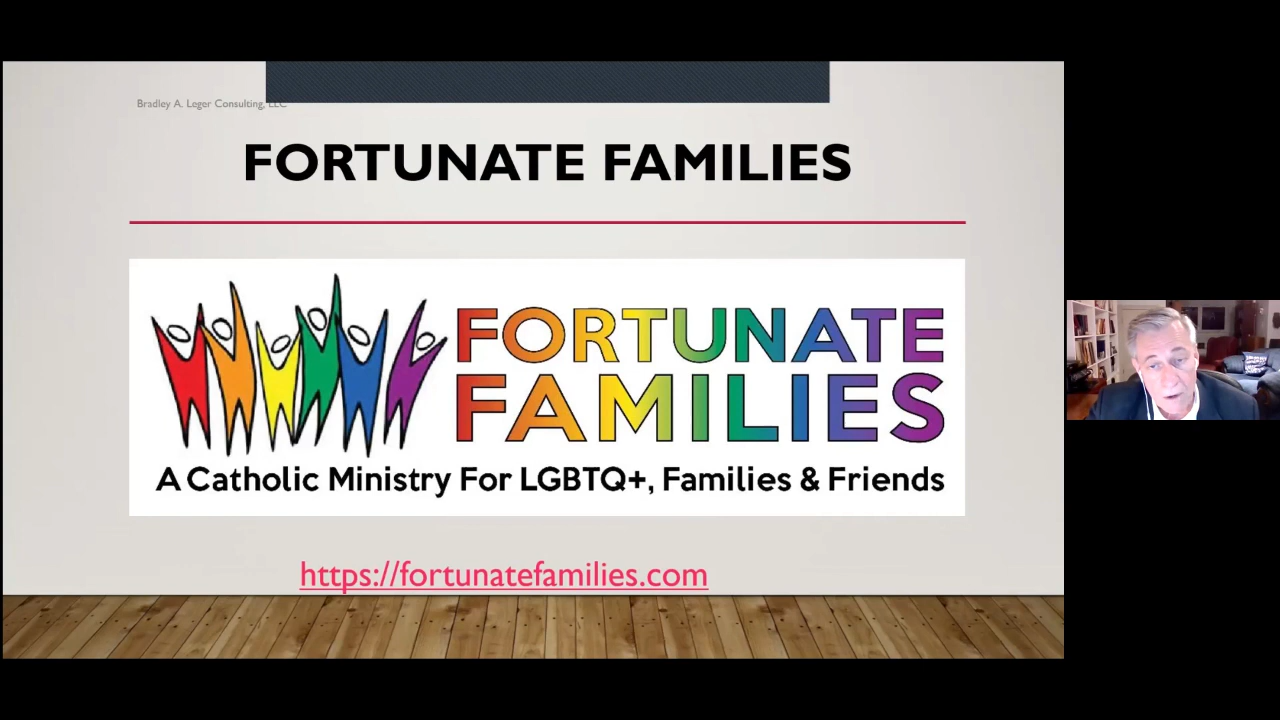 Bradley A. Leger Consulting, LLC
FORTUNATE FAMILIES
FORTUNATE
FAMILIES
A Catholic Ministry For LGBTQ+, Families & Friends
https://fortunatefamilies.com